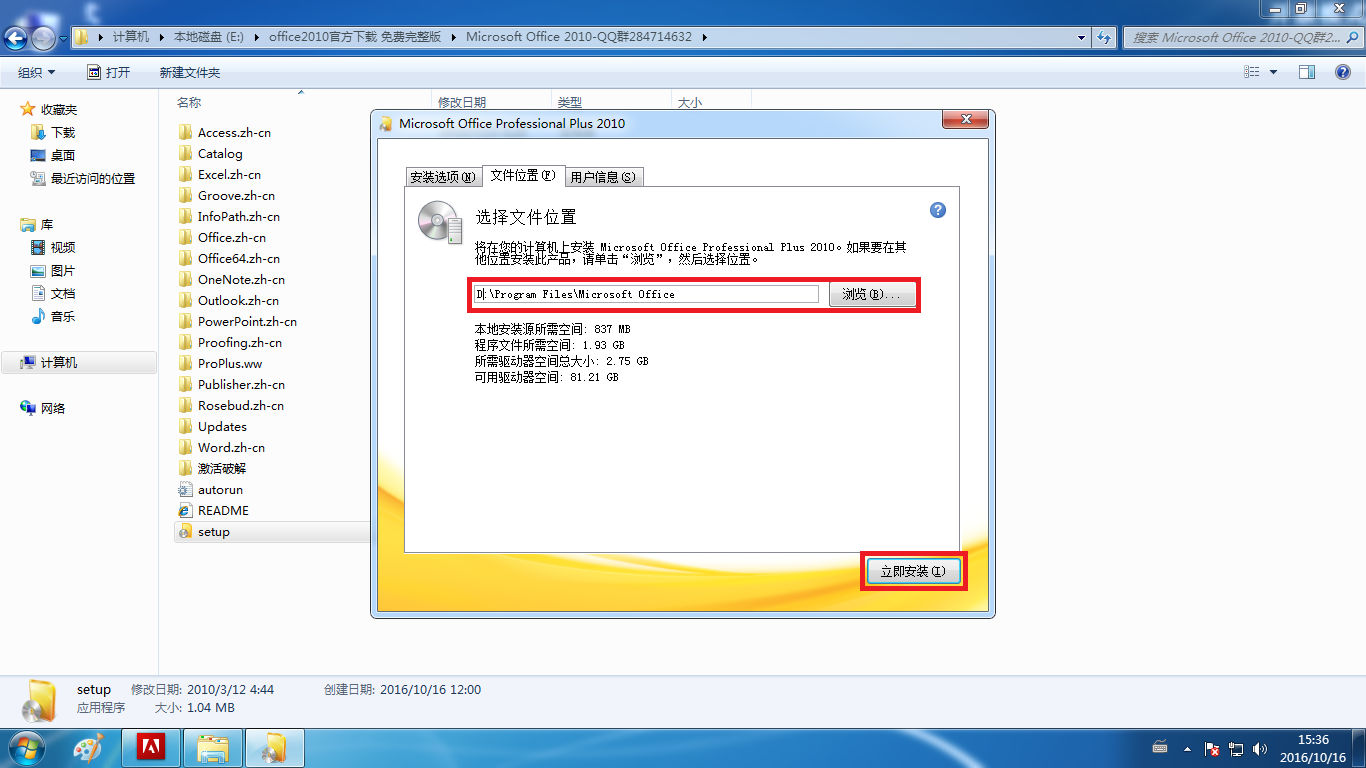 计算机 ▸ 本地磁盘 (E:) ▸ office2010官方下载 免费完整版 ▸ Microsoft Office 2010-QQ群284714632 ▸
搜索 Microsoft Office 2010-QQ群2...
组织 打开 新建文件夹
收藏夹
下载
桌面
最近访问的位置
库
视频
图片
文档
音乐
计算机
网络
名称 修改日期 类型 大小
Access.zh-cn
Catalog
Excel.zh-cn
Groove.zh-cn
InfoPath.zh-cn
Office.zh-cn
Office64.zh-cn
OneNote.zh-cn
Outlook.zh-cn
PowerPoint.zh-cn
Proofing.zh-cn
ProPlus.ww
Publisher.zh-cn
Rosebud.zh-cn
Updates
Word.zh-cn
激活破解
autorun
README
setup
Microsoft Office Professional Plus 2010
安装选项(N) 文件位置(F) 用户信息(S)
选择文件位置
将在您的计算机上安装 Microsoft Office Professional Plus 2010。如果要在其
他位置安装此产品，请单击“浏览”，然后选择位置。
D:\Program Files\Microsoft Office 浏览(B)...
本地安装源所需空间: 837 MB
程序文件所需空间: 1.93 GB
所需驱动器空间总大小: 2.75 GB
可用驱动器空间: 81.21 GB
立即安装(I)
setup 修改日期: 2010/3/12 4:44 创建日期: 2016/10/16 12:00
应用程序 大小: 1.04 MB
15:36
2016/10/16